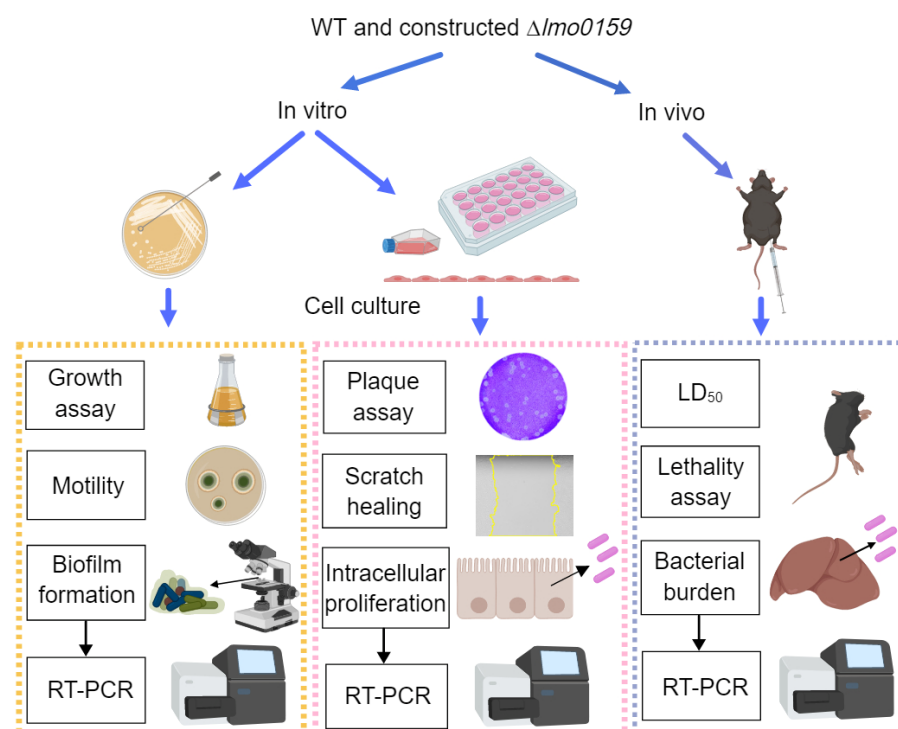 WT and constructed Δlmo0159
In vitro
In vivo
Cell culture
Growth
assay
Motility
Biofilm
formation
RT-PCR
Plaque
assay
Scratch
healing
Intracellular
proliferation
RT-PCR
LD₅₀
Lethality
assay
Bacterial
burden
RT-PCR